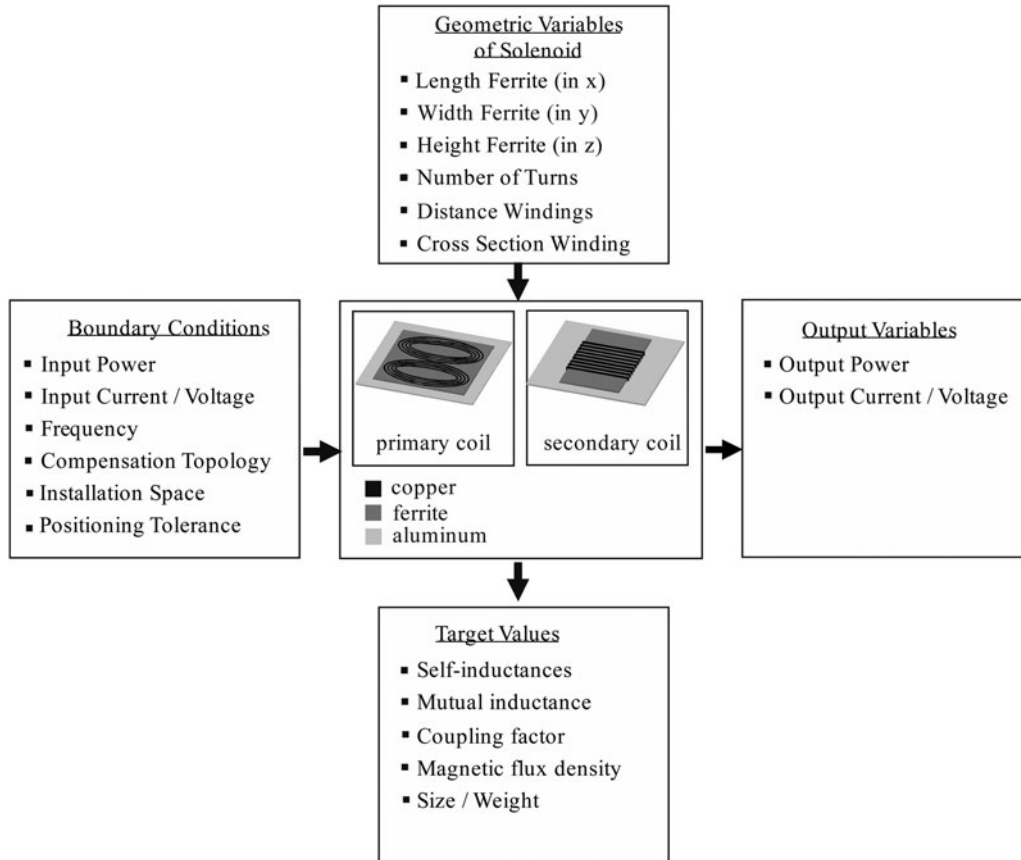 Geometric Variables
of Solenoid
▪ Length Ferrite (in x)
▪ Width Ferrite (in y)
▪ Height Ferrite (in z)
▪ Number of Turns
▪ Distance Windings
▪ Cross Section Winding
Boundary Conditions
▪ Input Power
▪ Input Current / Voltage
▪ Frequency
▪ Compensation Topology
▪ Installation Space
▪ Positioning Tolerance
primary coil
secondary coil
copper
ferrite
aluminum
Output Variables
▪ Output Power
▪ Output Current / Voltage
Target Values
▪ Self-inductances
▪ Mutual inductance
▪ Coupling factor
▪ Magnetic flux density
▪ Size / Weight